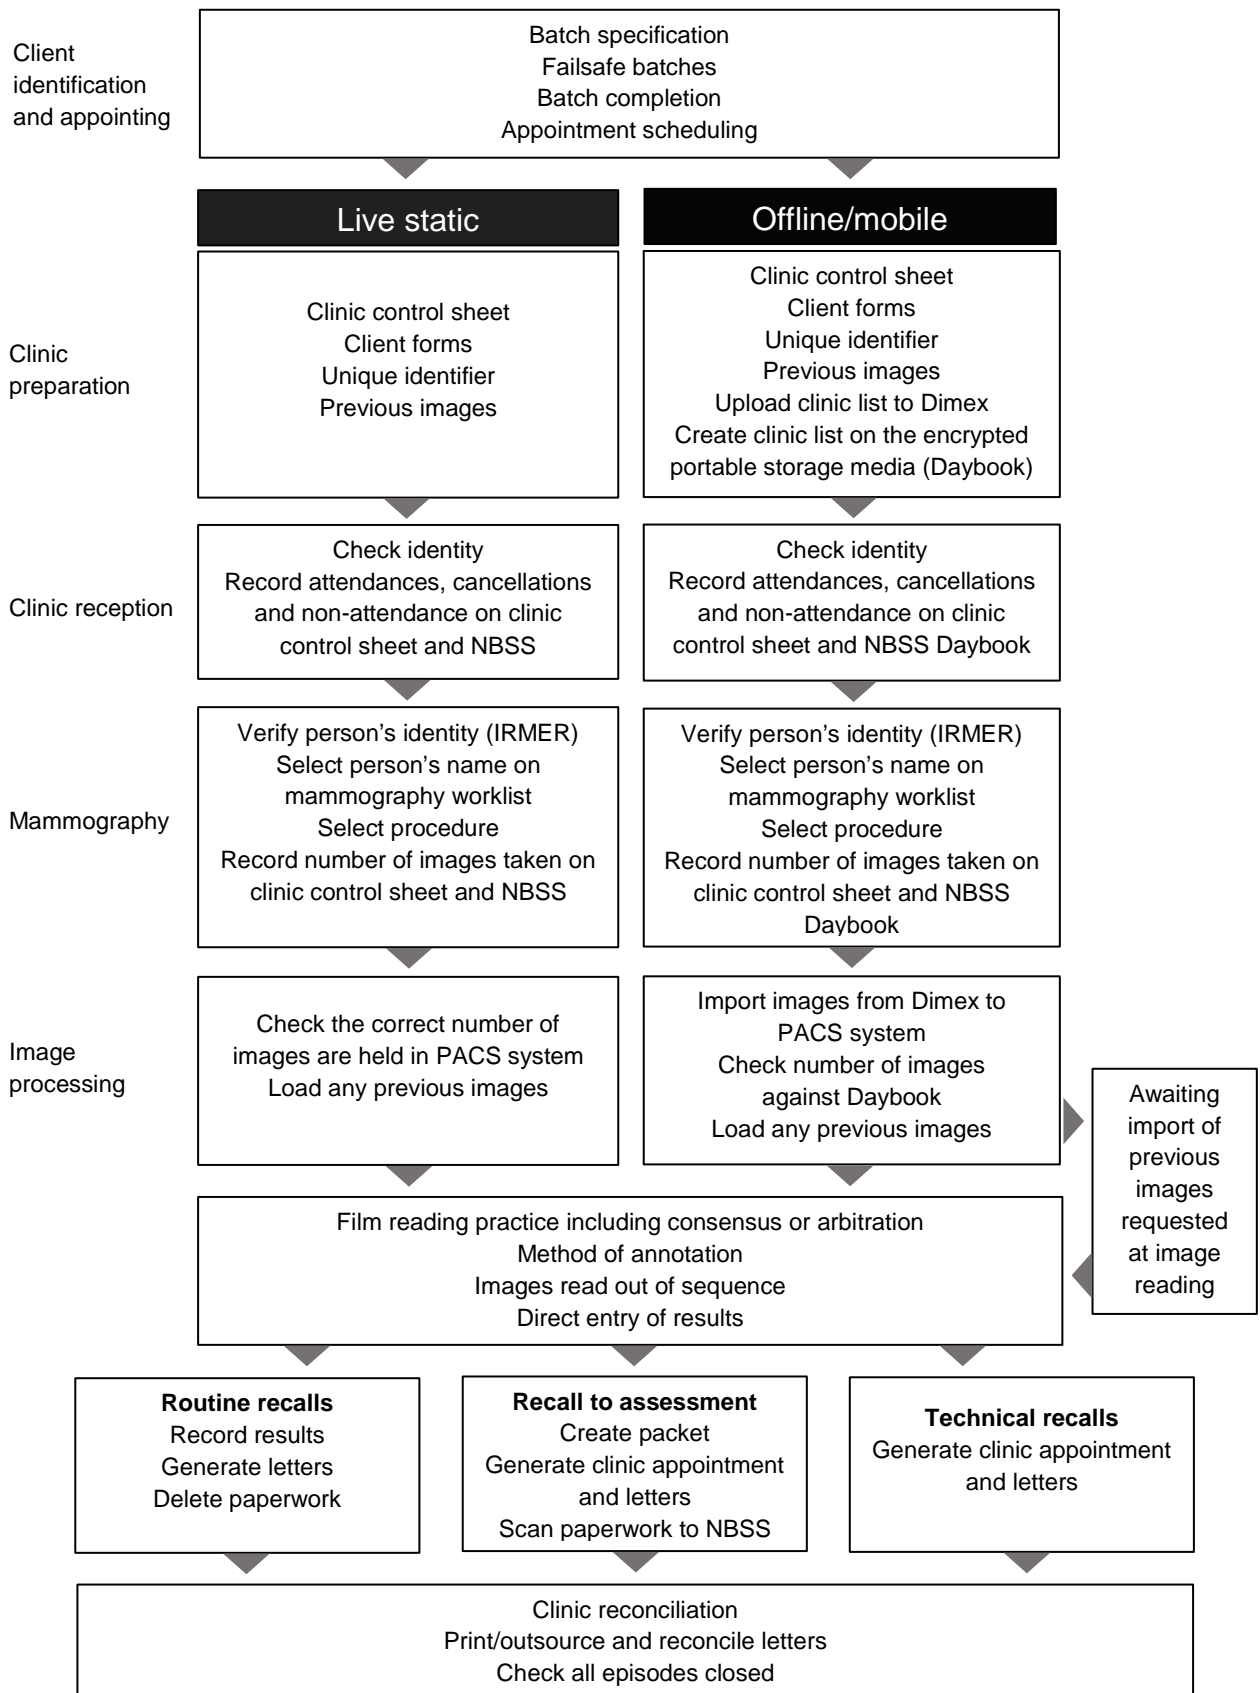 Client
identification
and appointing
Batch specification
Failsafe batches
Batch completion
Appointment scheduling
Live static
Offline/mobile
Clinic
preparation
Clinic control sheet
Client forms
Unique identifier
Previous images
Clinic control sheet
Client forms
Unique identifier
Previous images
Upload clinic list to Dimex
Create clinic list on the encrypted
portable storage media (Daybook)
Clinic reception
Check identity
Record attendances, cancellations
and non-attendance on clinic
control sheet and NBSS
Check identity
Record attendances, cancellations
and non-attendance on clinic
control sheet and NBSS Daybook
Mammography
Verify person’s identity (IRMER)
Select person’s name on
mammography worklist
Select procedure
Record number of images taken on
clinic control sheet and NBSS
Verify person’s identity (IRMER)
Select person’s name on
mammography worklist
Select procedure
Record number of images taken on
clinic control sheet and NBSS
Daybook
Image
processing
Check the correct number of
images are held in PACS system
Load any previous images
Import images from Dimex to
PACS system
Check number of images
against Daybook
Load any previous images
Awaiting
import of
previous
images
requested
at image
reading
Film reading practice including consensus or arbitration
Method of annotation
Images read out of sequence
Direct entry of results
Routine recalls
Record results
Generate letters
Delete paperwork
Recall to assessment
Create packet
Generate clinic appointment
and letters
Scan paperwork to NBSS
Technical recalls
Generate clinic appointment
and letters
Clinic reconciliation
Print/outsource and reconcile letters
Check all episodes closed